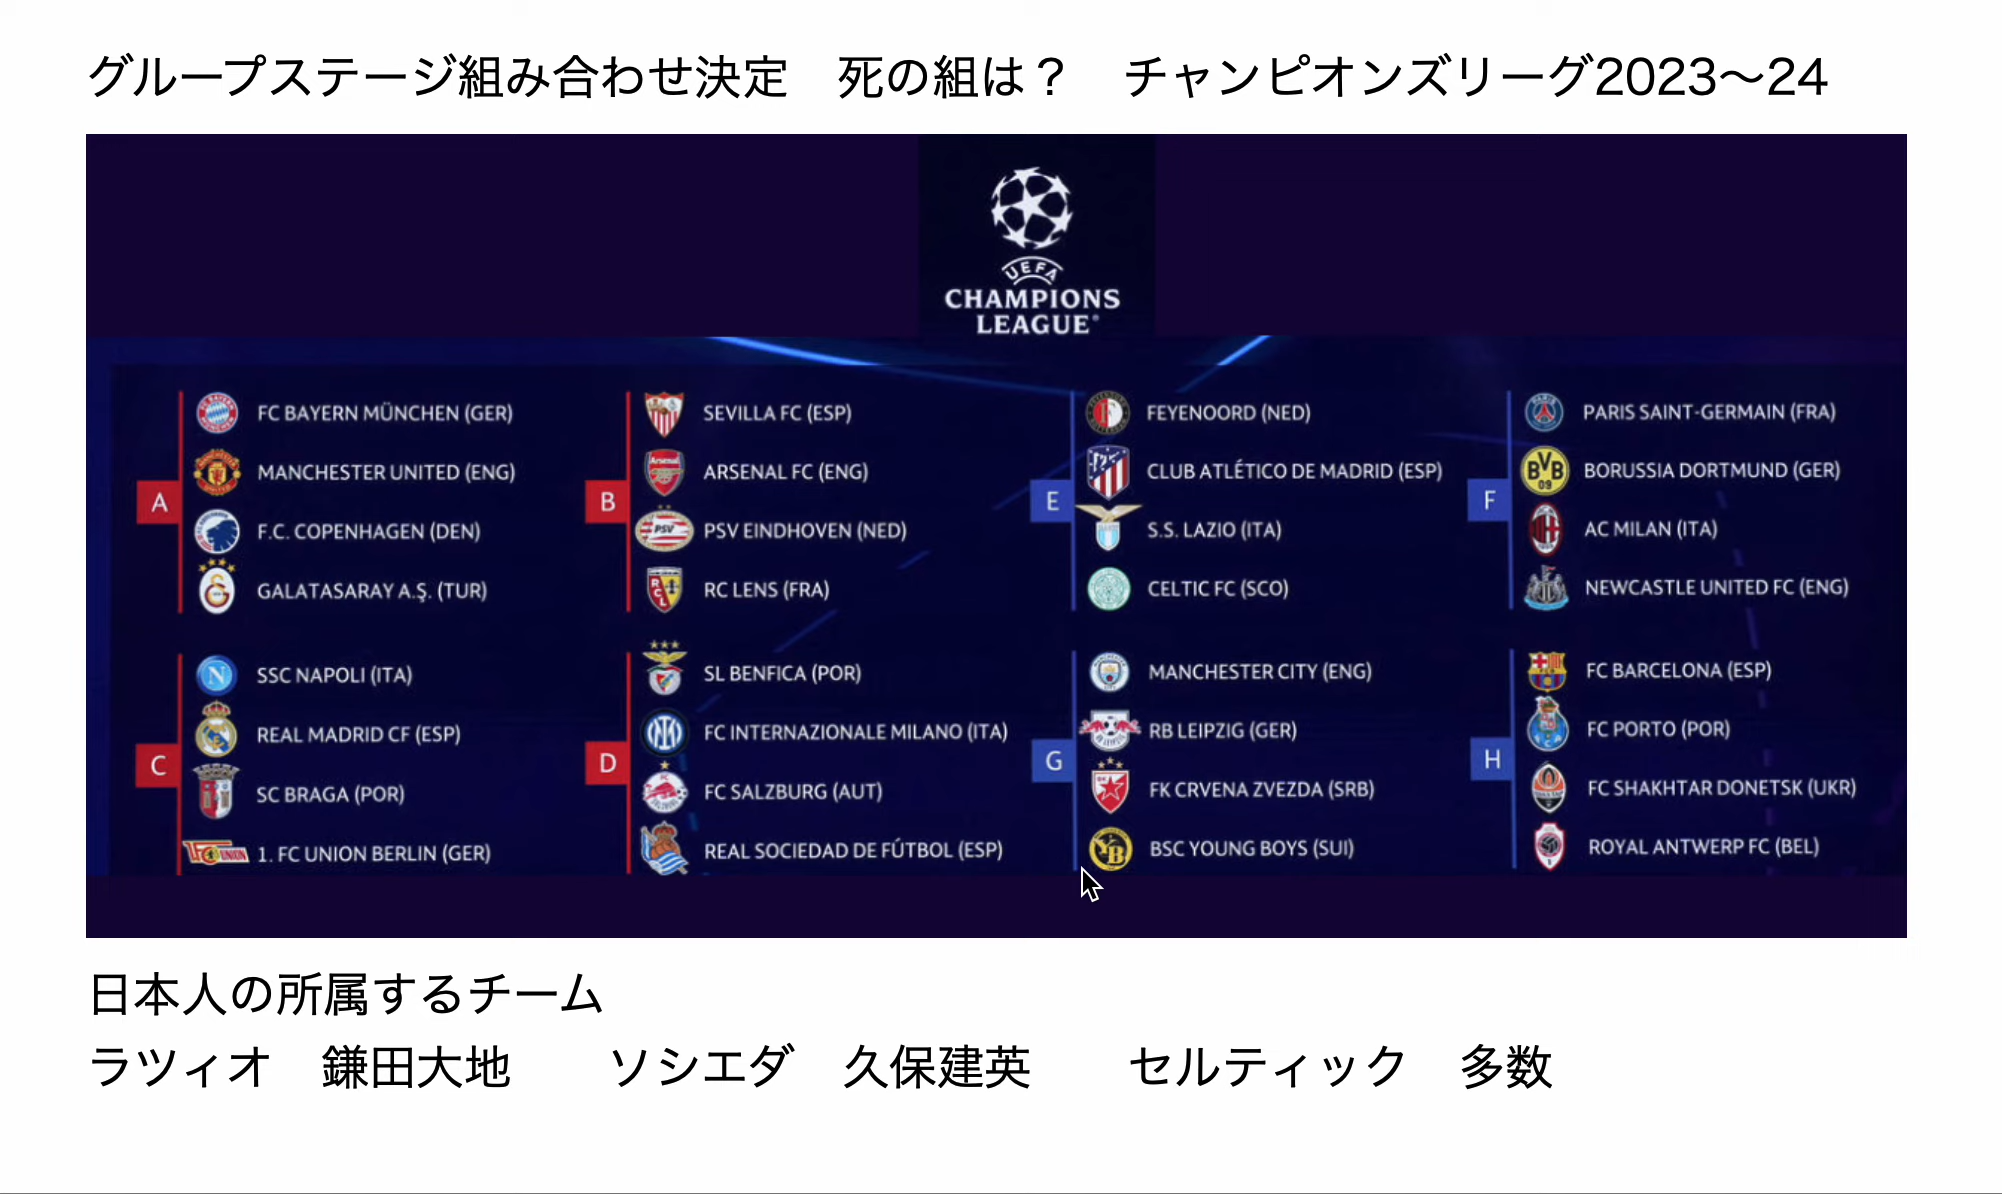 グループステージ組み合わせ決定　死の組は？　チャンピオンズリーグ2023〜24
UEFA
CHAMPIONS
LEAGUE
A
FC BAYERN MÜNCHEN (GER)
MANCHESTER UNITED (ENG)
F.C. COPENHAGEN (DEN)
GALATASARAY A.Ş. (TUR)
B
SEVILLA FC (ESP)
ARSENAL FC (ENG)
PSV EINDHOVEN (NED)
RC LENS (FRA)
E
FEYENOORD (NED)
CLUB ATLÉTICO DE MADRID (ESP)
S.S. LAZIO (ITA)
CELTIC FC (SCO)
F
PARIS SAINT-GERMAIN (FRA)
BORUSSIA DORTMUND (GER)
AC MILAN (ITA)
NEWCASTLE UNITED FC (ENG)
C
SSC NAPOLI (ITA)
REAL MADRID CF (ESP)
SC BRAGA (POR)
1. FC UNION BERLIN (GER)
D
SL BENFICA (POR)
FC INTERNAZIONALE MILANO (ITA)
FC SALZBURG (AUT)
REAL SOCIEDAD DE FÚTBOL (ESP)
G
MANCHESTER CITY (ENG)
RB LEIPZIG (GER)
FK CRVENA ZVEZDA (SRB)
BSC YOUNG BOYS (SUI)
H
FC BARCELONA (ESP)
FC PORTO (POR)
FC SHAKHTAR DONETSK (UKR)
ROYAL ANTWERP FC (BEL)
日本人の所属するチーム
ラツィオ　鎌田大地　　ソシエダ　久保建英　　セルティック　多数